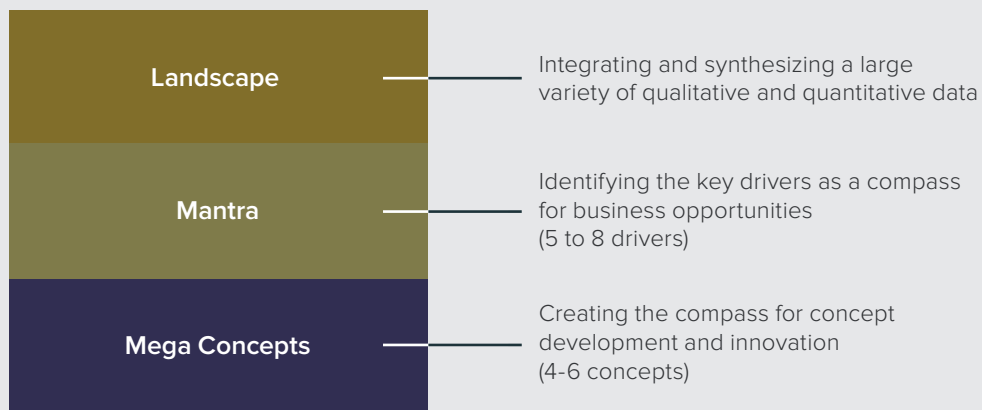 Landscape
Integrating and synthesizing a large
variety of qualitative and quantitative data
Mantra
Identifying the key drivers as a compass
for business opportunities
(5 to 8 drivers)
Mega Concepts
Creating the compass for concept
development and innovation
(4-6 concepts)